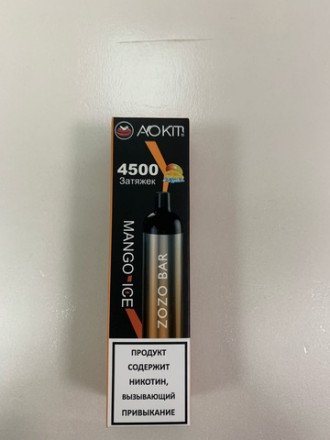 AOKIT
4500
Затяжек
MANGO-ICE
ZOZO BAR
ПРОДУКТ
СОДЕРЖИТ
НИКОТИН,
ВЫЗЫВАЮЩИЙ
ПРИВЫКАНИЕ